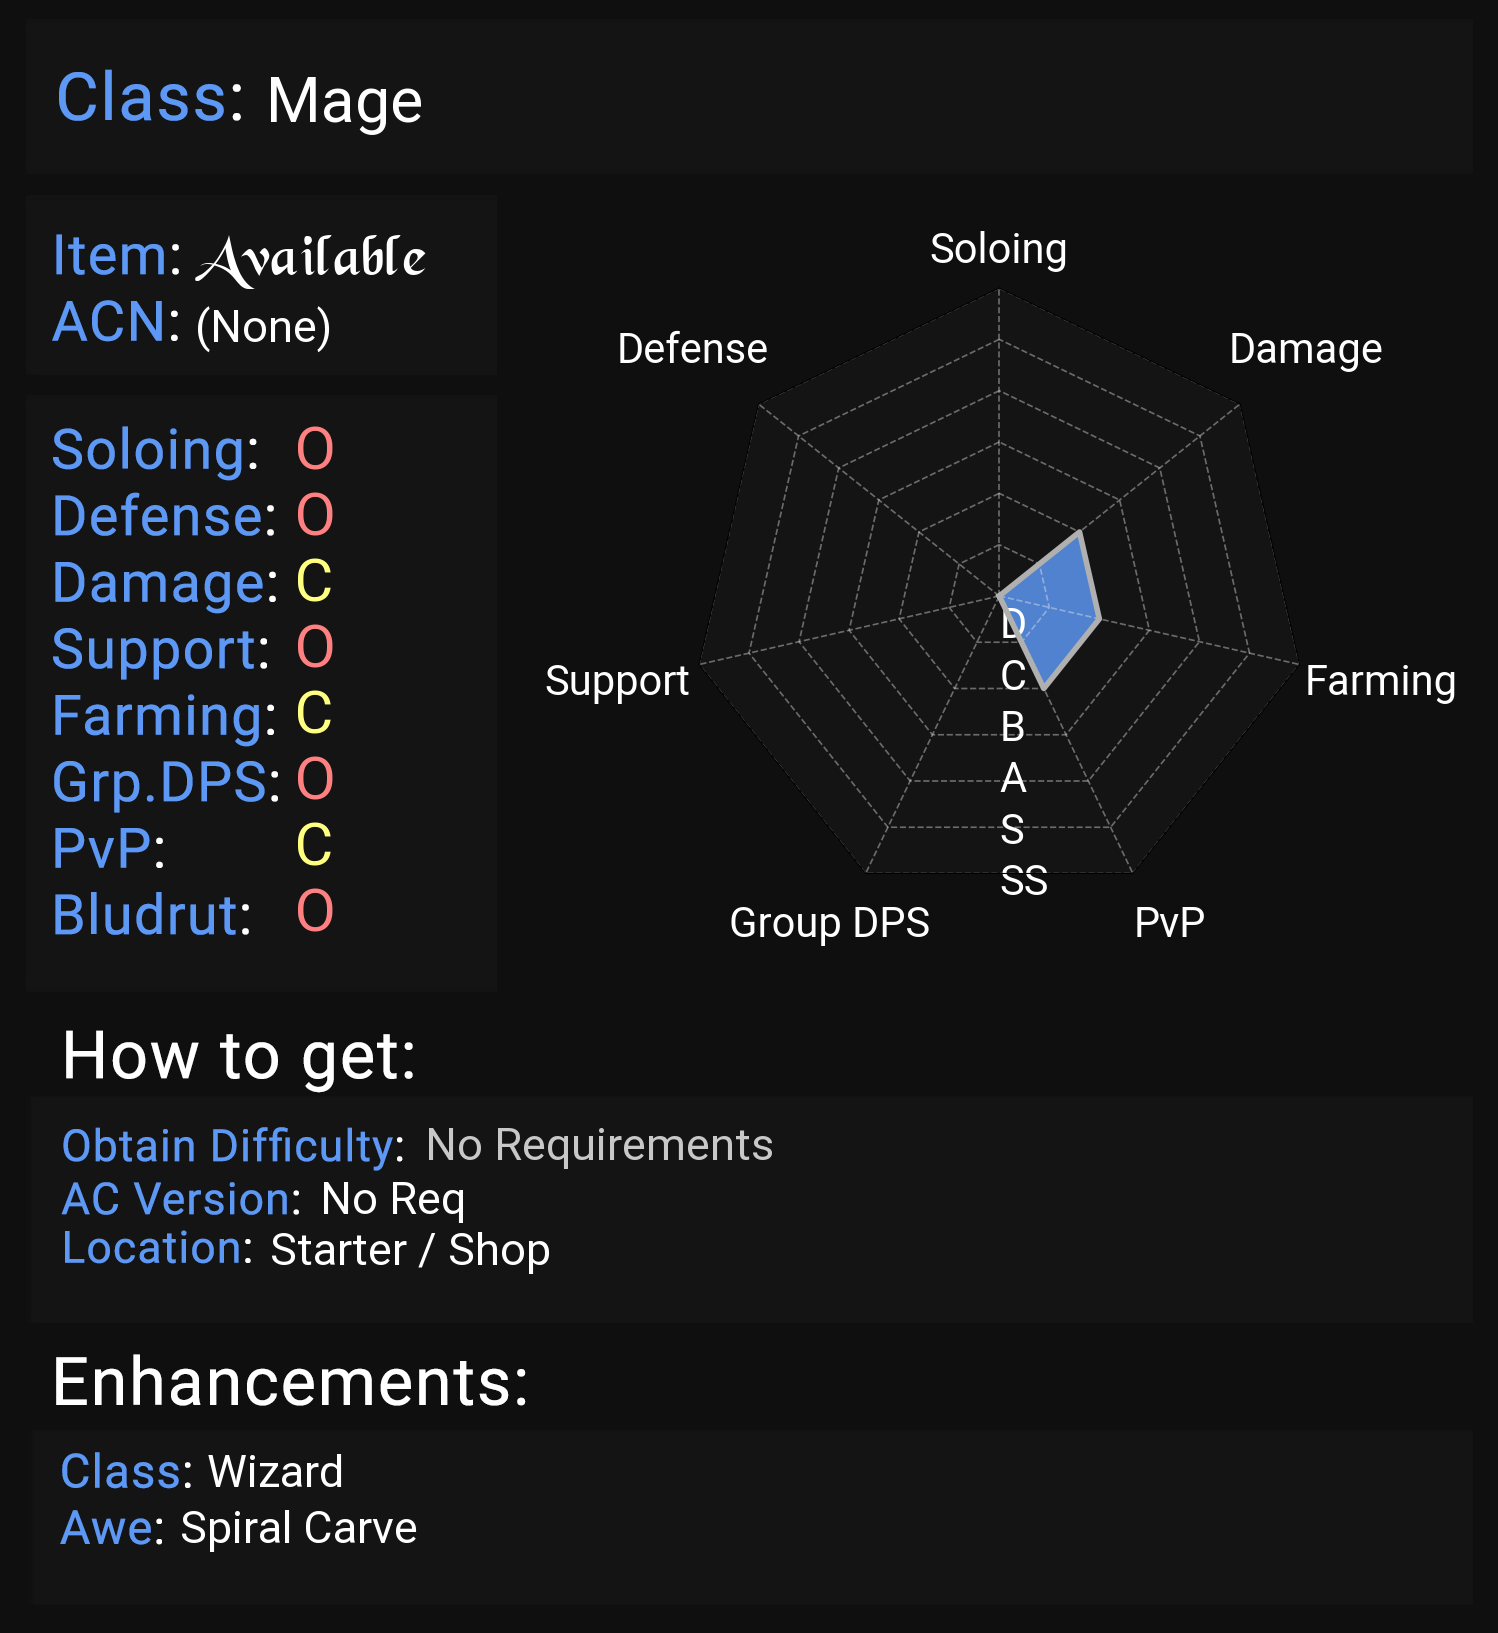 Class: Mage
Item: Available
ACN: (None)
Soloing: O
Defense: O
Damage: C
Support: O
Farming: C
Grp.DPS: O
PvP: C
Bludrut: O
Soloing
Defense
Damage
Support
Farming
Group DPS
PvP
D
C
B
A
S
SS
How to get:
Obtain Difficulty: No Requirements
AC Version: No Req
Location: Starter / Shop
Enhancements:
Class: Wizard
Awe: Spiral Carve